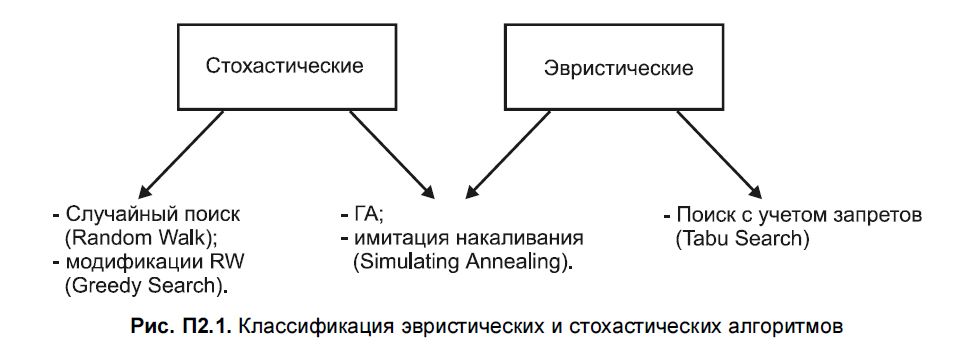 Стохастические
Эвристические
- Случайный поиск
(Random Walk);
- модификации RW
(Greedy Search).
- ГА;
- имитация накаливания
(Simulating Annealing).
- Поиск с учетом запретов
(Tabu Search)
Рис. П2.1. Классификация эвристических и стохастических алгоритмов